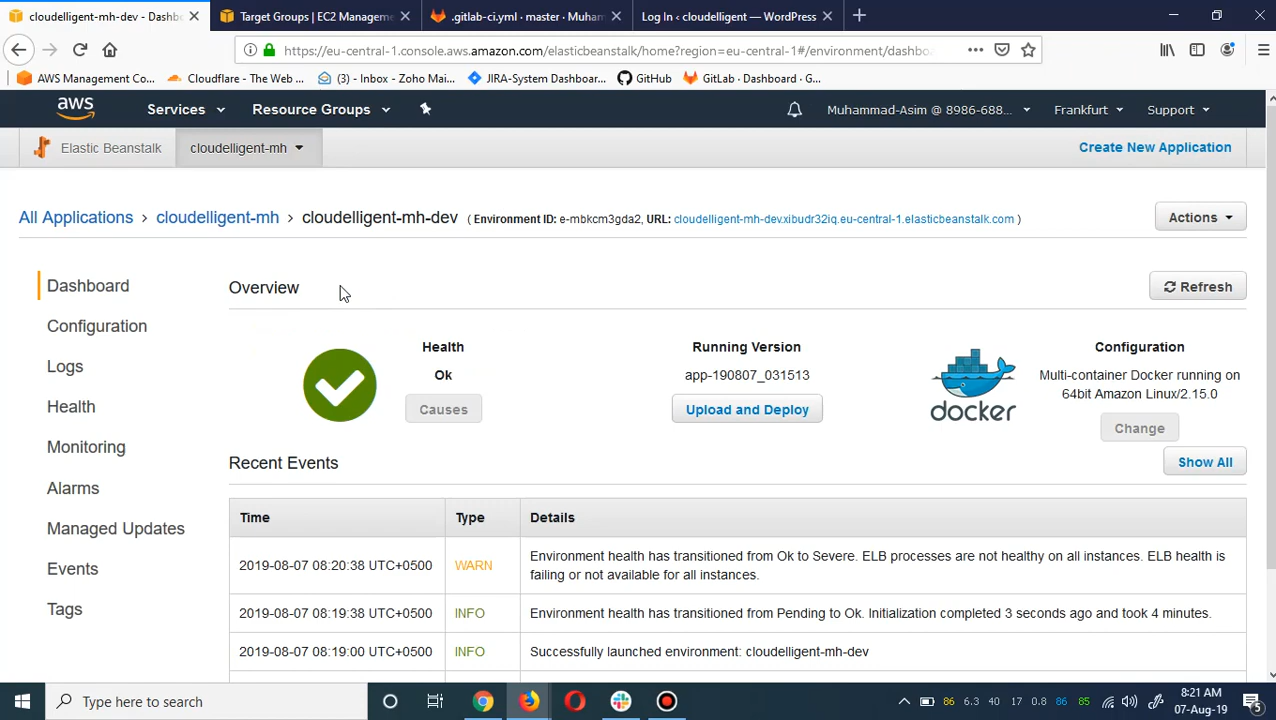 cloudelligent-mh-dev - Dashbo
Target Groups | EC2 Manageme
.gitlab-ci.yml · master · Muham
Log In ‹ cloudelligent — WordPress
https://eu-central-1.console.aws.amazon.com/elasticbeanstalk/home?region=eu-central-1#/environment/dashbo
AWS Management Co...
Cloudflare - The Web ...
(3) - Inbox - Zoho Mai...
JIRA-System Dashboar...
GitHub
GitLab · Dashboard · G...
aws
Services
Resource Groups
Muhammad-Asim @ 8986-688...
Frankfurt
Support
Elastic Beanstalk
cloudelligent-mh
Create New Application
All Applications › cloudelligent-mh › cloudelligent-mh-dev ( Environment ID: e-mbkcm3gda2, URL: cloudelligent-mh-dev.xibudr32iq.eu-central-1.elasticbeanstalk.com )
Actions
Dashboard
Configuration
Logs
Health
Monitoring
Alarms
Managed Updates
Events
Tags
Overview
Refresh
Health
Ok
Causes
Running Version
app-190807_031513
Upload and Deploy
docker
Configuration
Multi-container Docker running on
64bit Amazon Linux/2.15.0
Change
Recent Events
Show All
Time Type Details
2019-08-07 08:20:38 UTC+0500 WARN Environment health has transitioned from Ok to Severe. ELB processes are not healthy on all instances. ELB health is
failing or not available for all instances.
2019-08-07 08:19:38 UTC+0500 INFO Environment health has transitioned from Pending to Ok. Initialization completed 3 seconds ago and took 4 minutes.
2019-08-07 08:19:00 UTC+0500 INFO Successfully launched environment: cloudelligent-mh-dev
Type here to search
86 6.3 40 17 0.8 86 85
8:21 AM
07-Aug-19
5